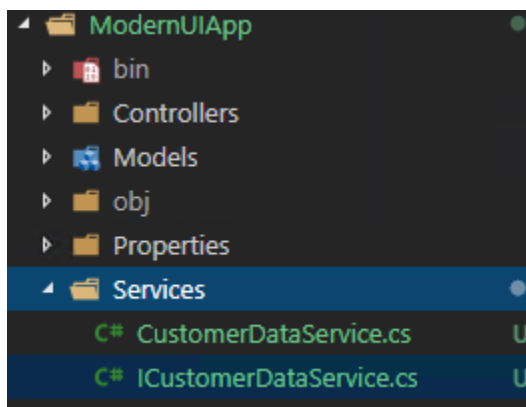 ModernUIApp
bin
Controllers
Models
obj
Properties
Services
C# CustomerDataService.cs U
C# ICustomerDataService.cs U